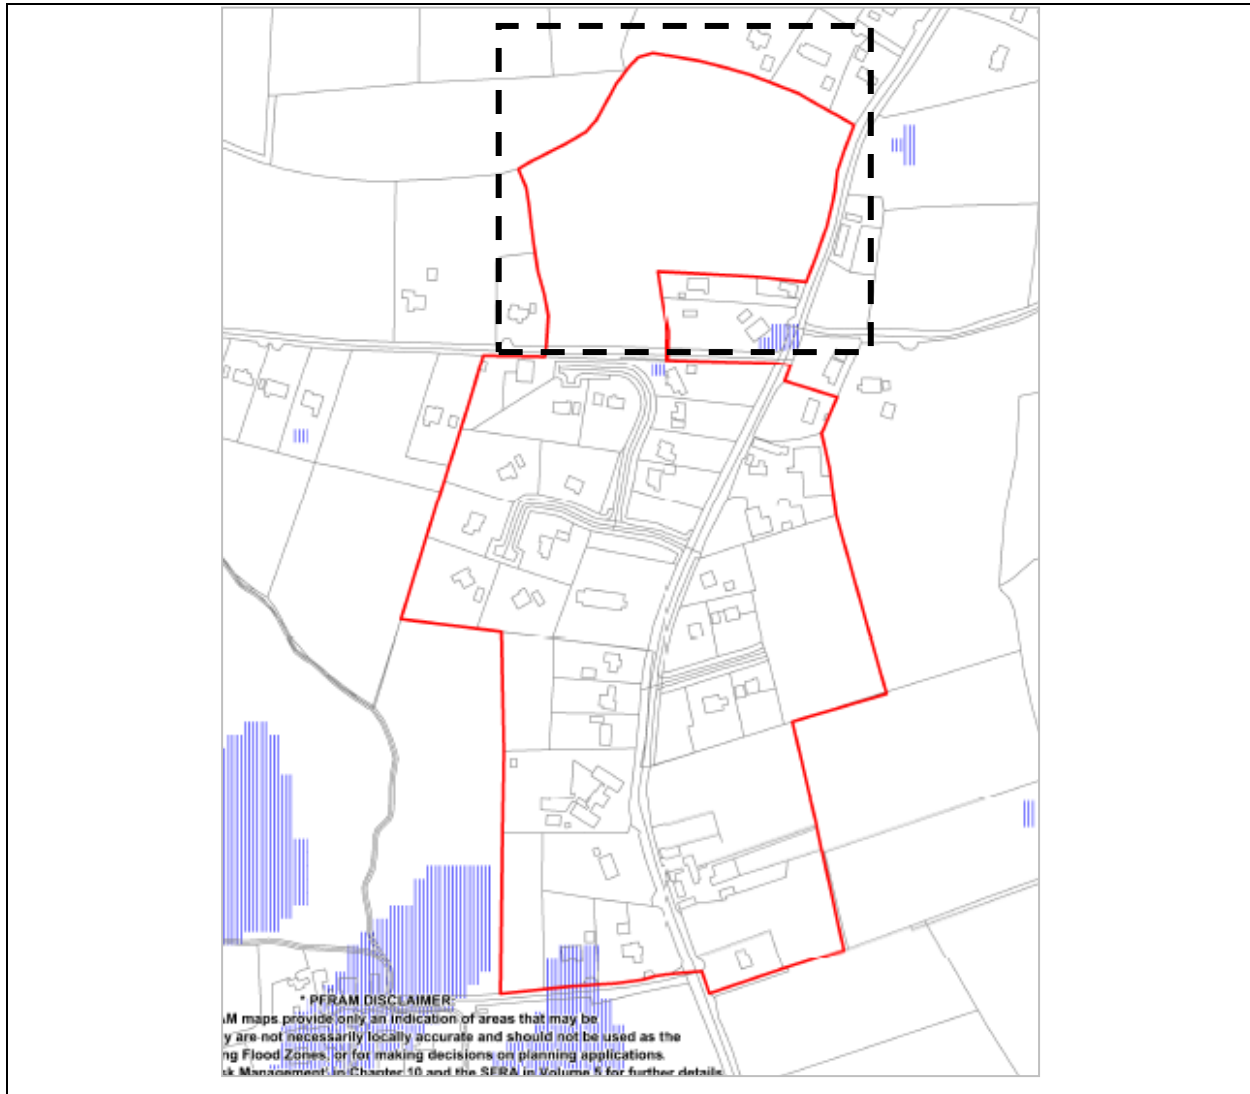 * PFRAM DISCLAIMER:
AM maps provide only an indication of areas that may be
y are not necessarily locally accurate and should not be used as the
ng Flood Zones, or for making decisions on planning applications.
sk Management, in Chapter 10 and the SFRA in Volume 5 for further details